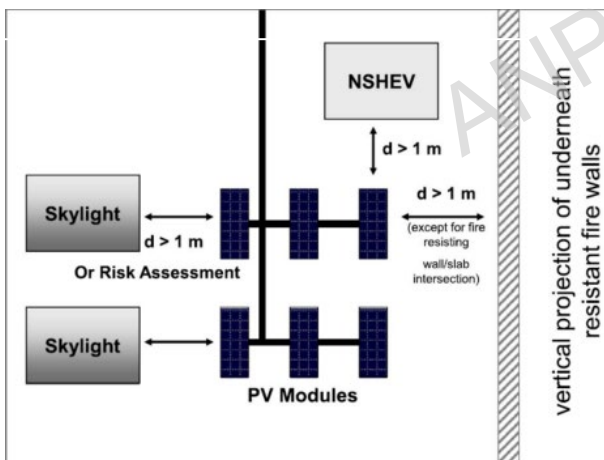 NSHEV
d > 1 m
Skylight
d > 1 m
Or Risk Assessment
d > 1 m
(except for fire
resisting
wall/slab
intersection)
Skylight
PV Modules
vertical projection of underneath
resistant fire walls
ANP